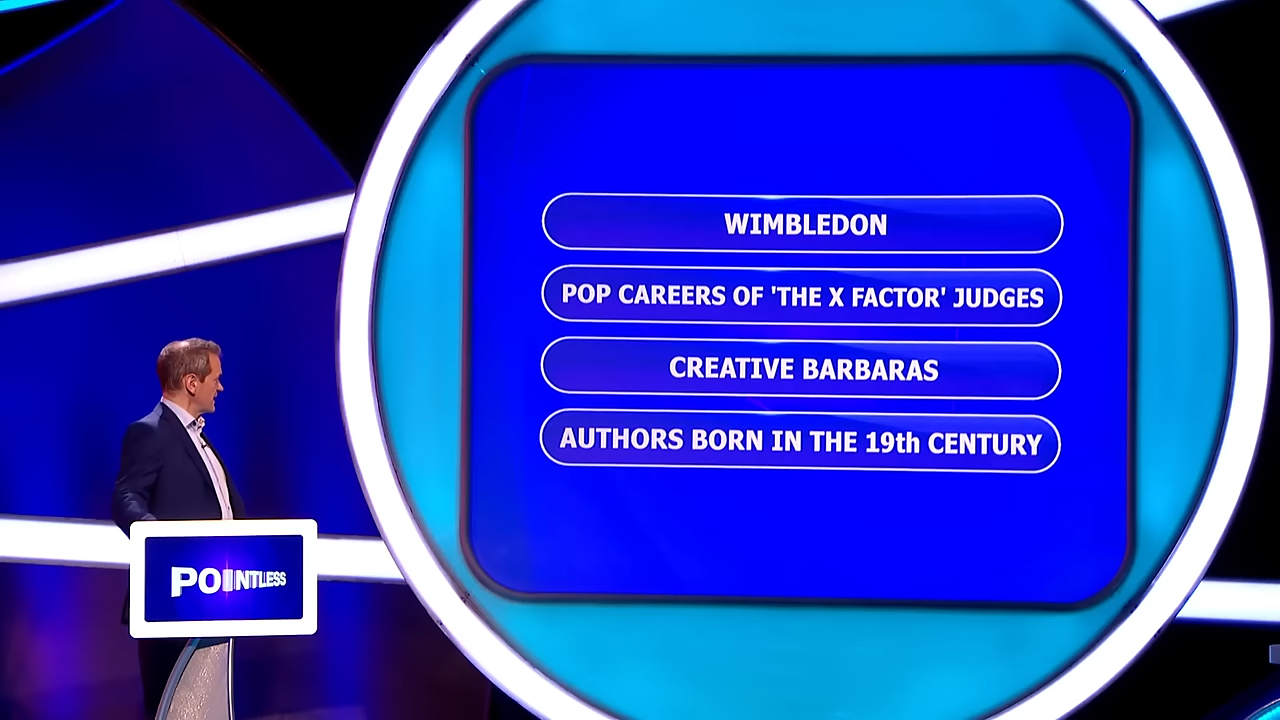 WIMBLEDON
POP CAREERS OF 'THE X FACTOR' JUDGES
CREATIVE BARBARAS
AUTHORS BORN IN THE 19th CENTURY
POINTLESS